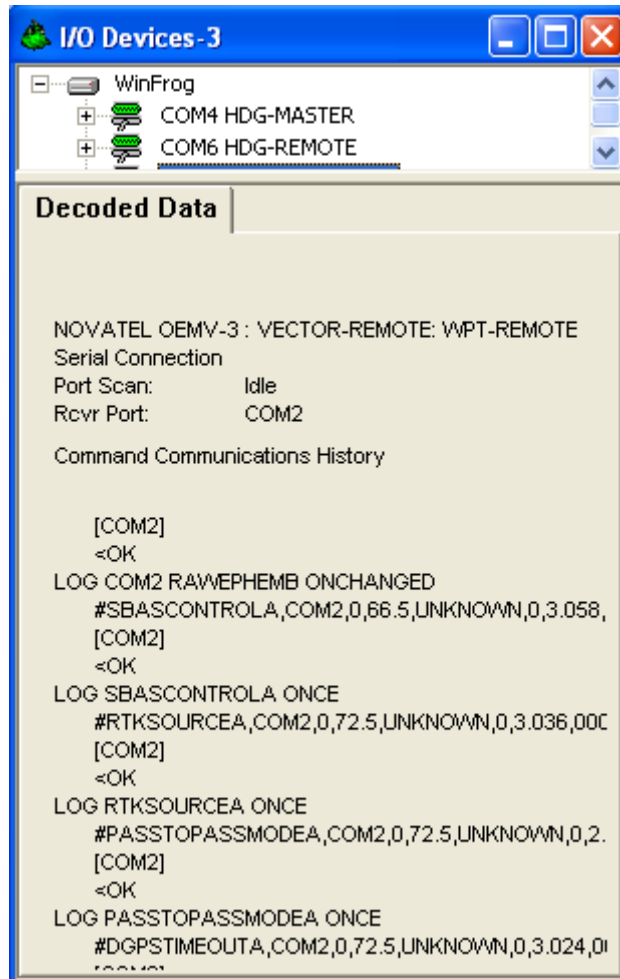 I/O Devices-3
WinFrog
COM4 HDG-MASTER
COM6 HDG-REMOTE
Decoded Data
NOVATEL OEMV-3 : VECTOR-REMOTE: WPT-REMOTE
Serial Connection
Port Scan: Idle
Rcvr Port: COM2
Command Communications History
[COM2]
<OK
LOG COM2 RAWEPHEMB ONCHANGED
#SBASCONTROLA,COM2,0,66.5,UNKNOWN,0,3.058,
[COM2]
<OK
LOG SBASCONTROLA ONCE
#RTKSOURCEA,COM2,0,72.5,UNKNOWN,0,3.036,000
[COM2]
<OK
LOG RTKSOURCEA ONCE
#PASSTOPASSMODEA,COM2,0,72.5,UNKNOWN,0,2.
[COM2]
<OK
LOG PASSTOPASSMODEA ONCE
#DGPSTIMEOUTA,COM2,0,72.5,UNKNOWN,0,3.024,0